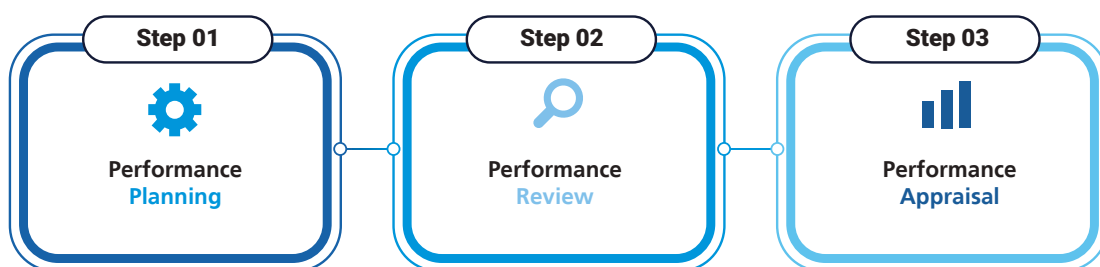 Step 01
Performance
Planning
Step 02
Performance
Review
Step 03
Performance
Appraisal